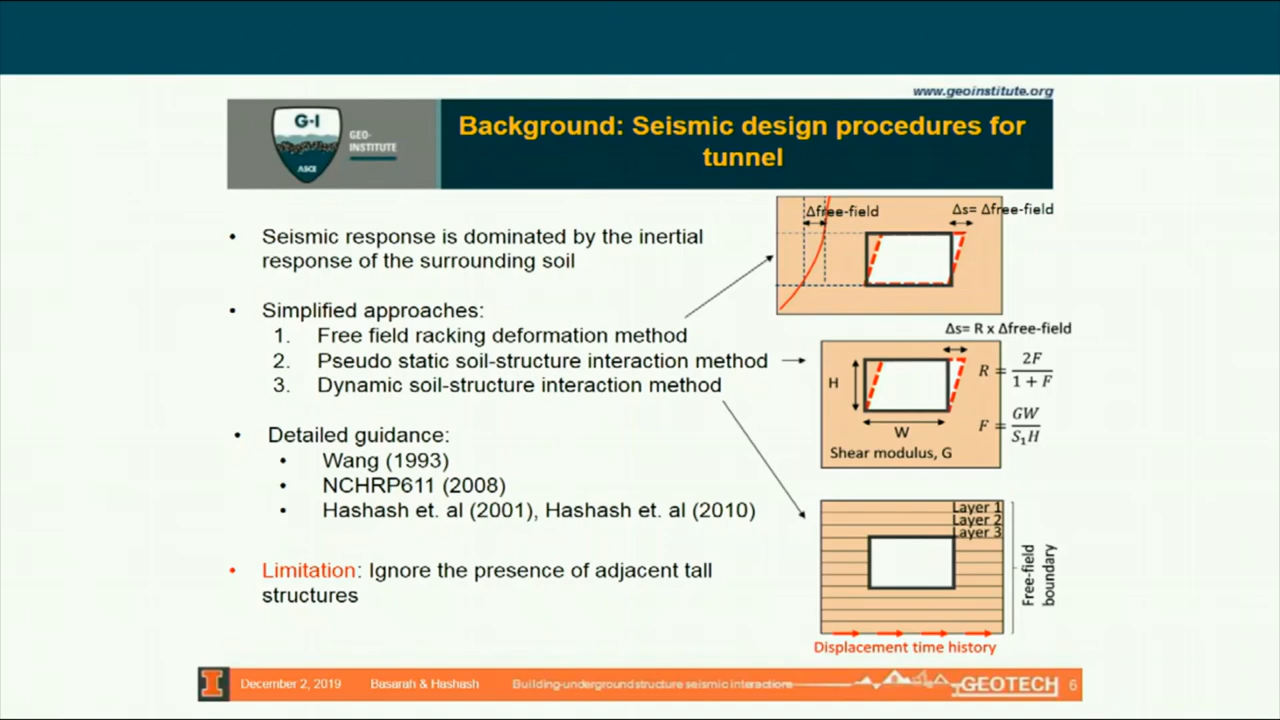 www.geoinstitute.org
G-I
GEO-
INSTITUTE
ASCE
Background: Seismic design procedures for
tunnel
• Seismic response is dominated by the inertial
response of the surrounding soil
• Simplified approaches:
1. Free field racking deformation method
2. Pseudo static soil-structure interaction method
3. Dynamic soil-structure interaction method
• Detailed guidance:
• Wang (1993)
• NCHRP611 (2008)
• Hashash et. al (2001), Hashash et. al (2010)
• Limitation: Ignore the presence of adjacent tall
structures
Δfree-field
Δs= Δfree-field
Δs= R x Δfree-field
H
W
Shear modulus, G
R = 2F / 1 + F
F = GW / S₁H
Layer 1
Layer 2
Layer 3
Free-field
boundary
Displacement time history
I
December 2, 2019 Basarah & Hashash Building-underground structure seismic interactions GEOTECH 6